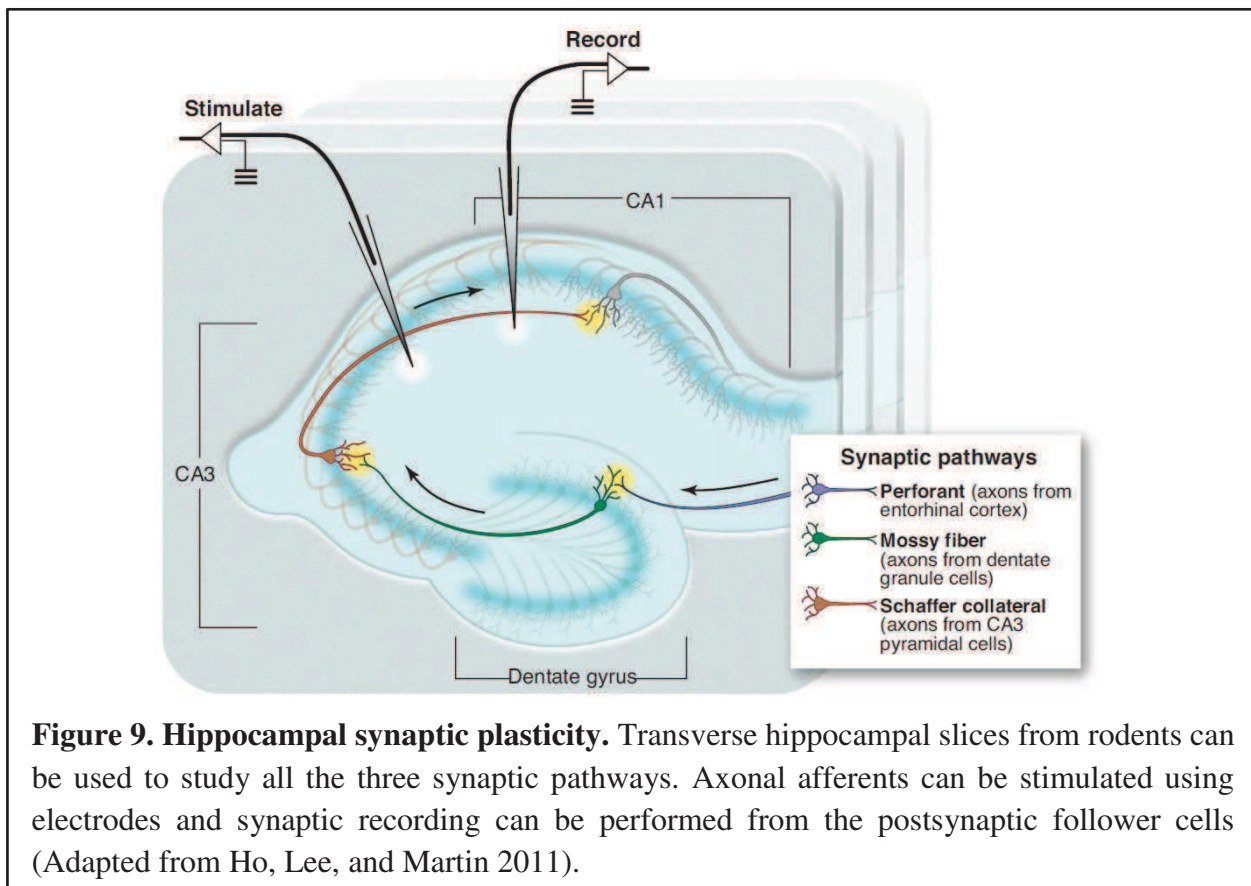 Record
Stimulate
CA1
CA3
Synaptic pathways
Perforant (axons from
entorhinal cortex)
Mossy fiber
(axons from dentate
granule cells)
Schaffer collateral
(axons from CA3
pyramidal cells)
Dentate gyrus
Figure 9. Hippocampal synaptic plasticity. Transverse hippocampal slices from rodents can
be used to study all the three synaptic pathways. Axonal afferents can be stimulated using
electrodes and synaptic recording can be performed from the postsynaptic follower cells
(Adapted from Ho, Lee, and Martin 2011).